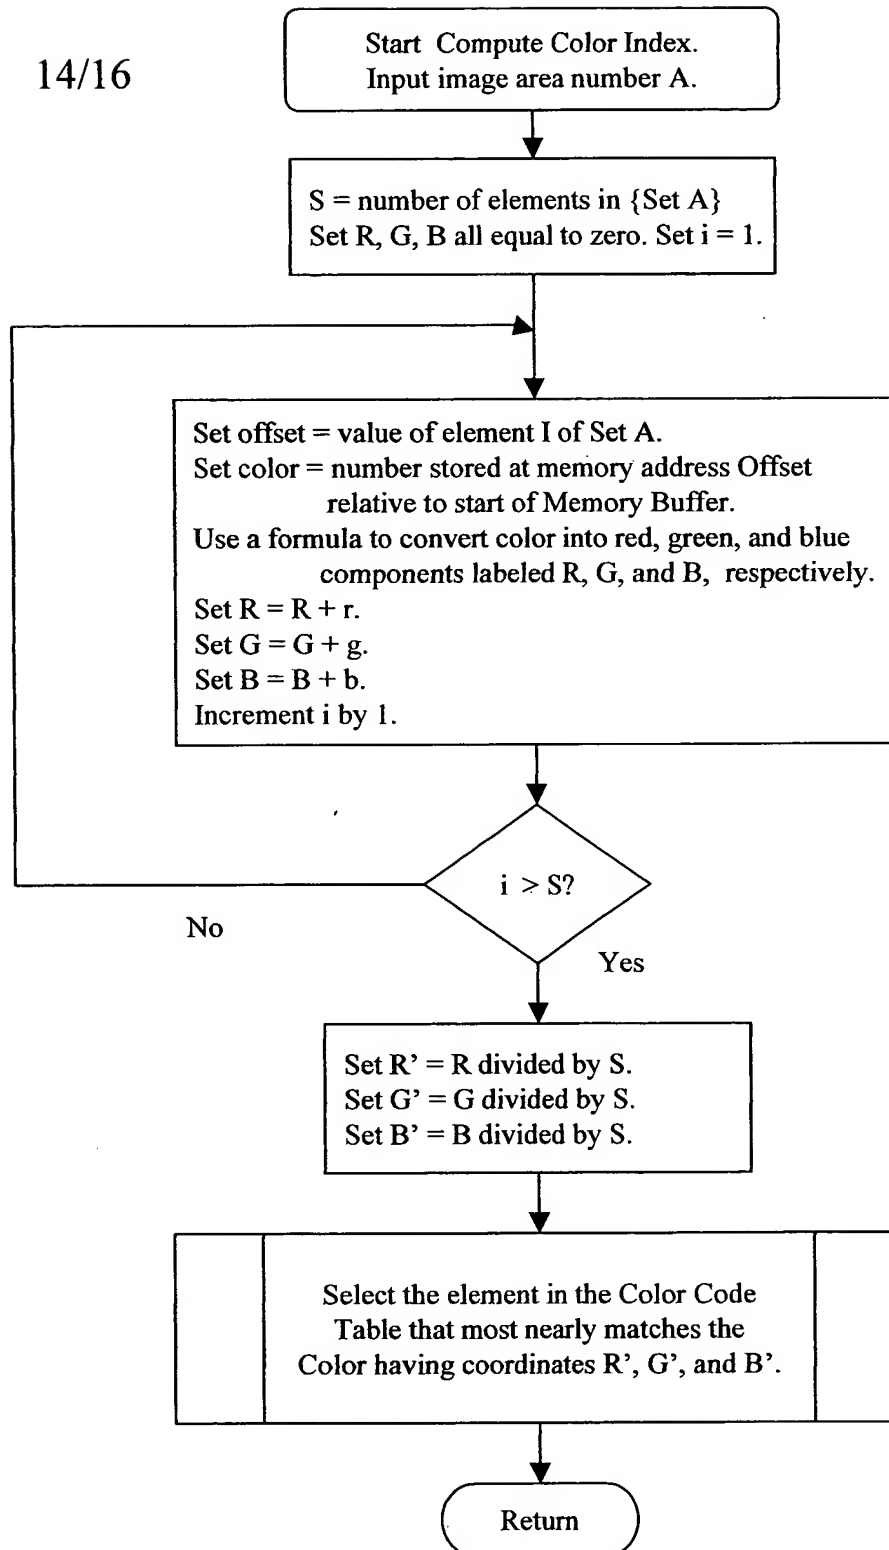 14/16
Start Compute Color Index.
Input image area number A.
S = number of elements in {Set A}
Set R, G, B all equal to zero. Set i = 1.
Set offset = value of element I of Set A.
Set color = number stored at memory address Offset
relative to start of Memory Buffer.
Use a formula to convert color into red, green, and blue
components labeled R, G, and B, respectively.
Set R = R + r.
Set G = G + g.
Set B = B + b.
Increment i by 1.
i > S?
No
Yes
Set R’ = R divided by S.
Set G’ = G divided by S.
Set B’ = B divided by S.
Select the element in the Color Code
Table that most nearly matches the
Color having coordinates R’, G’, and B’.
Return